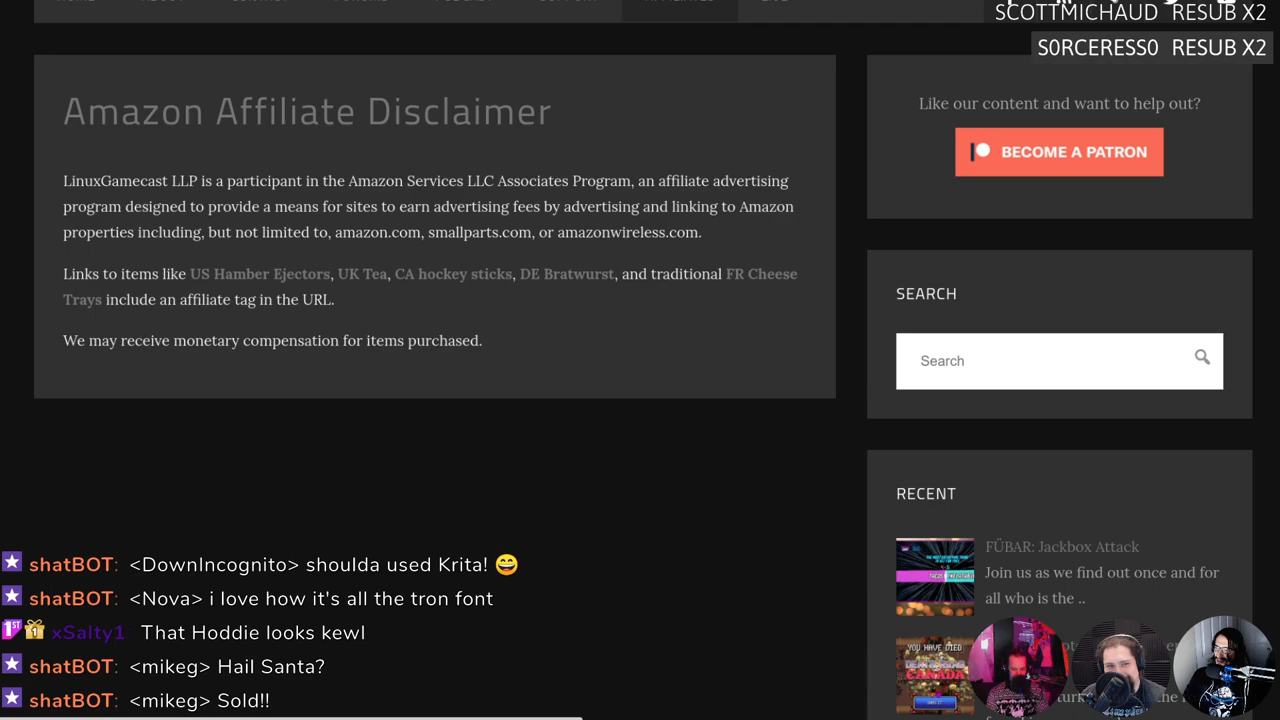 SCOTTMICHAUD RESUB X2
S0RCERESS0 RESUB X2
Amazon Affiliate Disclaimer
LinuxGamecast LLP is a participant in the Amazon Services LLC Associates Program, an affiliate advertising
program designed to provide a means for sites to earn advertising fees by advertising and linking to Amazon
properties including, but not limited to, amazon.com, smallparts.com, or amazonwireless.com.
Links to items like US Hamber Ejectors, UK Tea, CA hockey sticks, DE Bratwurst, and traditional FR Cheese
Trays include an affiliate tag in the URL.
We may receive monetary compensation for items purchased.
Like our content and want to help out?
BECOME A PATRON
SEARCH
Search
RECENT
FÜBAR: Jackbox Attack
Join us as we find out once and for
all who is the ..
YOU HAVE DIED
CANADA
shatBOT: <DownIncognito> shoulda used Krita! 😄
shatBOT: <Nova> i love how it's all the tron font
1ST 1 xSalty1 That Hoddie looks kewl
shatBOT: <mikeg> Hail Santa?
shatBOT: <mikeg> Sold!!